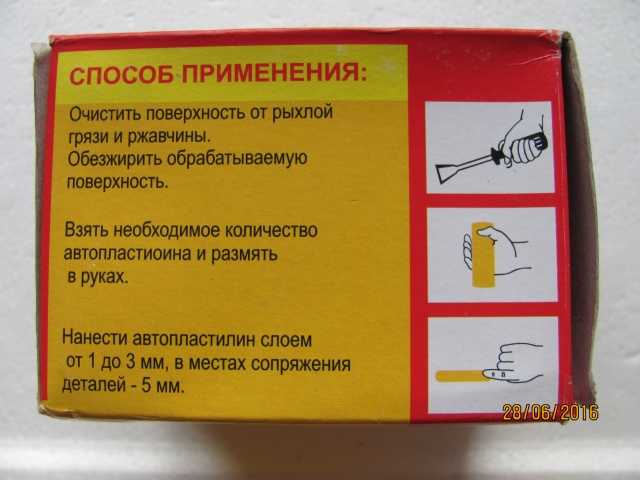 СПОСОБ ПРИМЕНЕНИЯ:
Очистить поверхность от рыхлой
грязи и ржавчины.
Обезжирить обрабатываемую
поверхность.
Взять необходимое количество
автопластиоина и размять
в руках.
Нанести автопластилин слоем
от 1 до 3 мм, в местах сопряжения
деталей - 5 мм.
28/06/2016